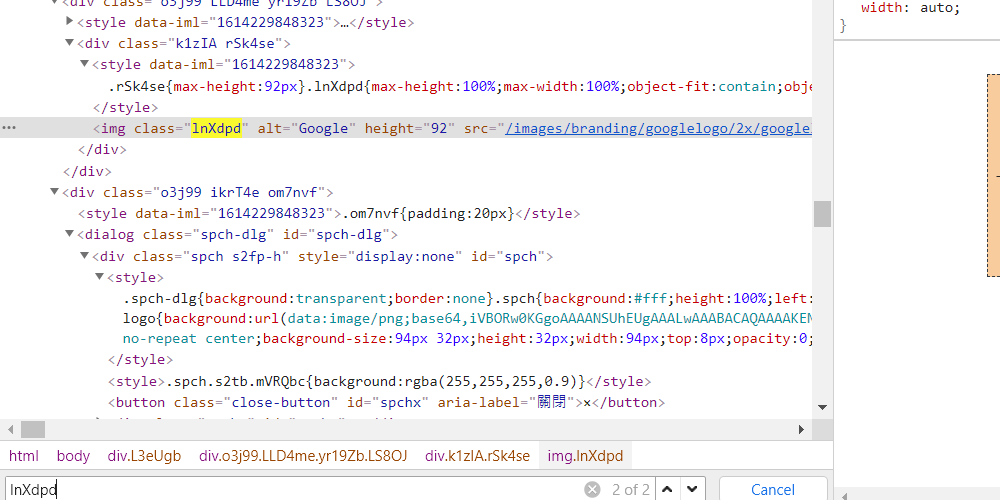 <div class="o3j99 LLD4me yr19Zb LS8OJ">
<style data-iml="1614229848323">…</style>
<div class="k1zIA rSk4se">
<style data-iml="1614229848323">
.rSk4se{max-height:92px}.lnXdpd{max-height:100%;max-width:100%;object-fit:contain;obje
</style>
<img class="lnXdpd" alt="Google" height="92" src="/images/branding/googlelogo/2x/google
</div>
</div>
<div class="o3j99 ikrT4e om7nvf">
<style data-iml="1614229848323">.om7nvf{padding:20px}</style>
<dialog class="spch-dlg" id="spch-dlg">
<div class="spch s2fp-h" style="display:none" id="spch">
<style>
.spch-dlg{background:transparent;border:none}.spch{background:#fff;height:100%;left:
logo{background:url(data:image/png;base64,iVBORw0KGgoAAAANSUhEUgAAALwAAABACAQAAAAKEN
no-repeat center;background-size:94px 32px;height:32px;width:94px;top:8px;opacity:0;
</style>
<style>.spch.s2tb.mVRQbc{background:rgba(255,255,255,0.9)}</style>
<button class="close-button" id="spchx" aria-label="關閉">×</button>
html body div.L3eUgb div.o3j99.LLD4me.yr19Zb.LS8OJ div.k1zIA.rSk4se img.lnXdpd
lnXdpd 2 of 2 Cancel
width: auto;
}